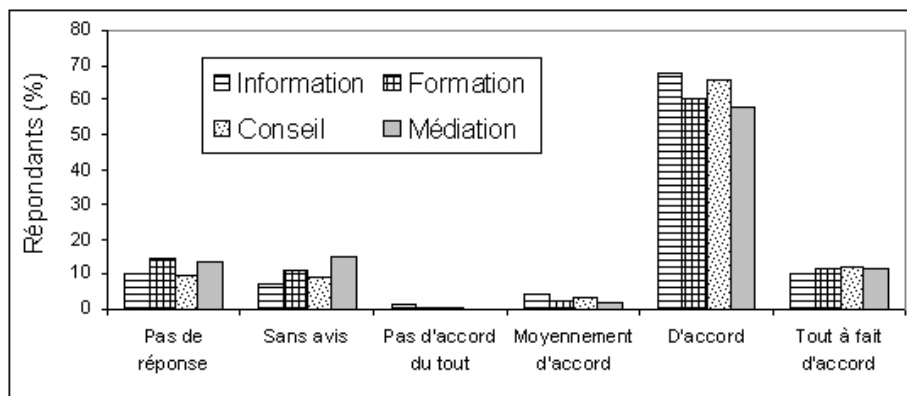 80
70
60
50
40
30
20
10
0
Répondants (%)
Information
Formation
Conseil
Médiation
Pas de
réponse
Sans avis
Pas d'accord
du tout
Moyennement
d'accord
D'accord
Tout à fait
d'accord